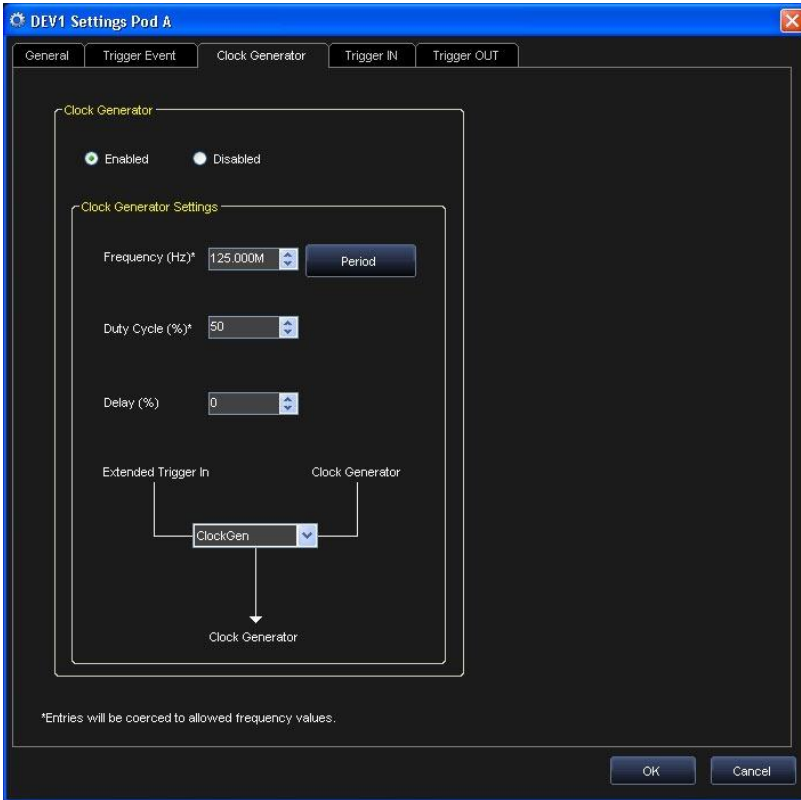 DEV1 Settings Pod A
General Trigger Event Clock Generator Trigger IN Trigger OUT
Clock Generator
Enabled Disabled
Clock Generator Settings
Frequency (Hz)* 125.000M Period
Duty Cycle (%)* 50
Delay (%) 0
Extended Trigger In Clock Generator
ClockGen
Clock Generator
*Entries will be coerced to allowed frequency values.
OK Cancel